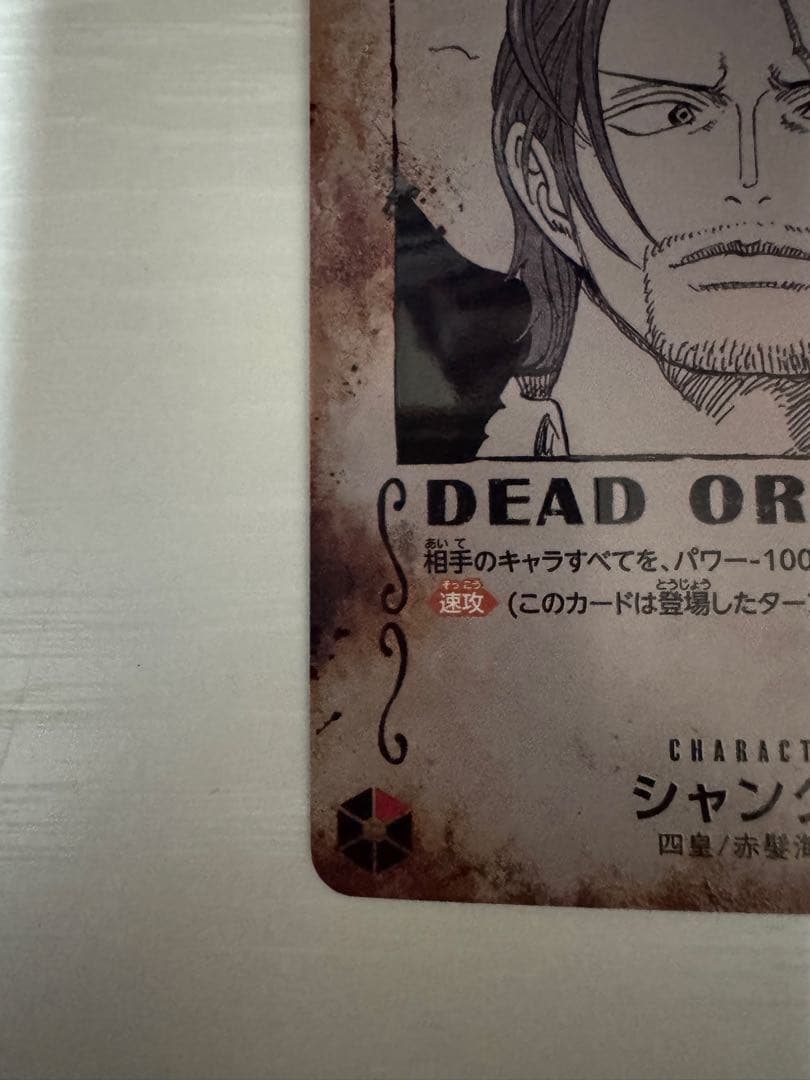 DEAD OR
相手のキャラすべてを、パワー-100
速攻 (このカードは登場したター
CHARACT
シャンク
四皇/赤髪海